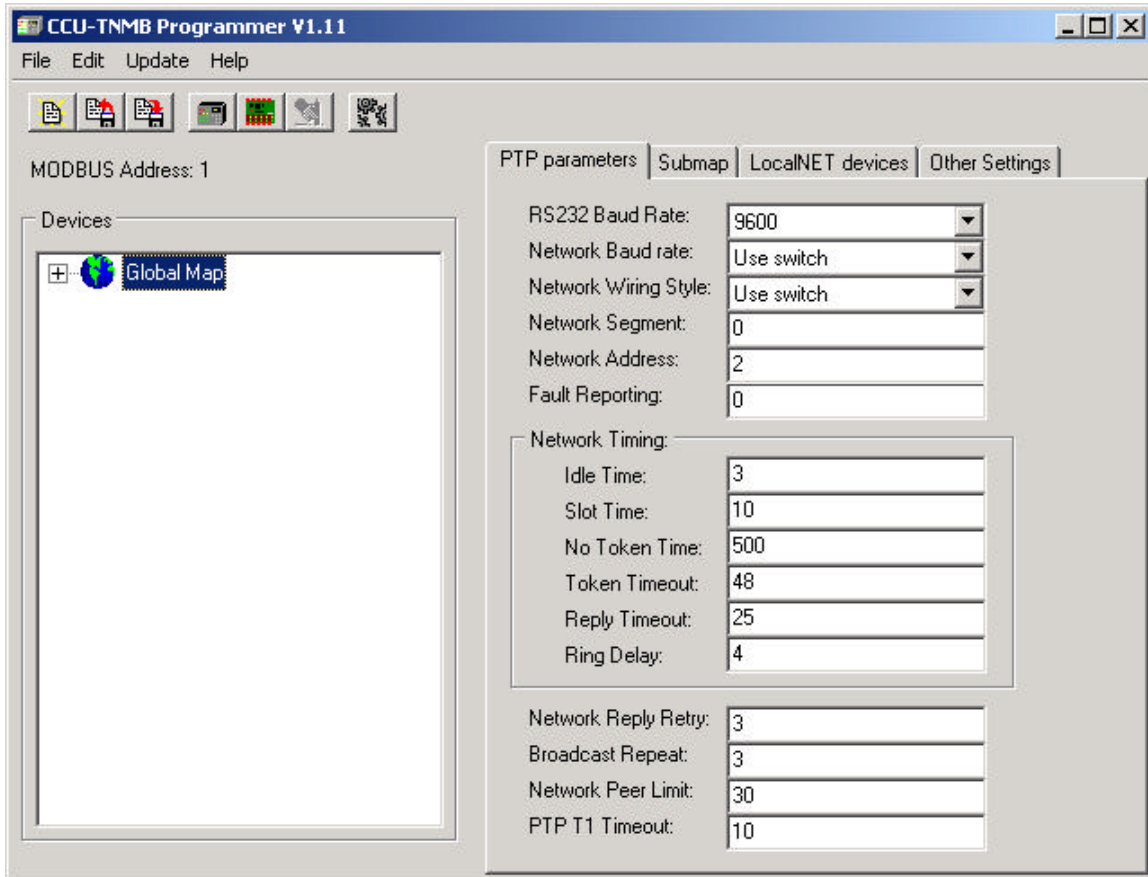 CCU-TNMB Programmer V1.11
File Edit Update Help
MODBUS Address: 1
Devices
Global Map
PTP parameters Submap LocalNET devices Other Settings
RS232 Baud Rate: 9600
Network Baud rate: Use switch
Network Wiring Style: Use switch
Network Segment: 0
Network Address: 2
Fault Reporting: 0
Network Timing:
Idle Time: 3
Slot Time: 10
No Token Time: 500
Token Timeout: 48
Reply Timeout: 25
Ring Delay: 4
Network Reply Retry: 3
Broadcast Repeat: 3
Network Peer Limit: 30
PTP T1 Timeout: 10